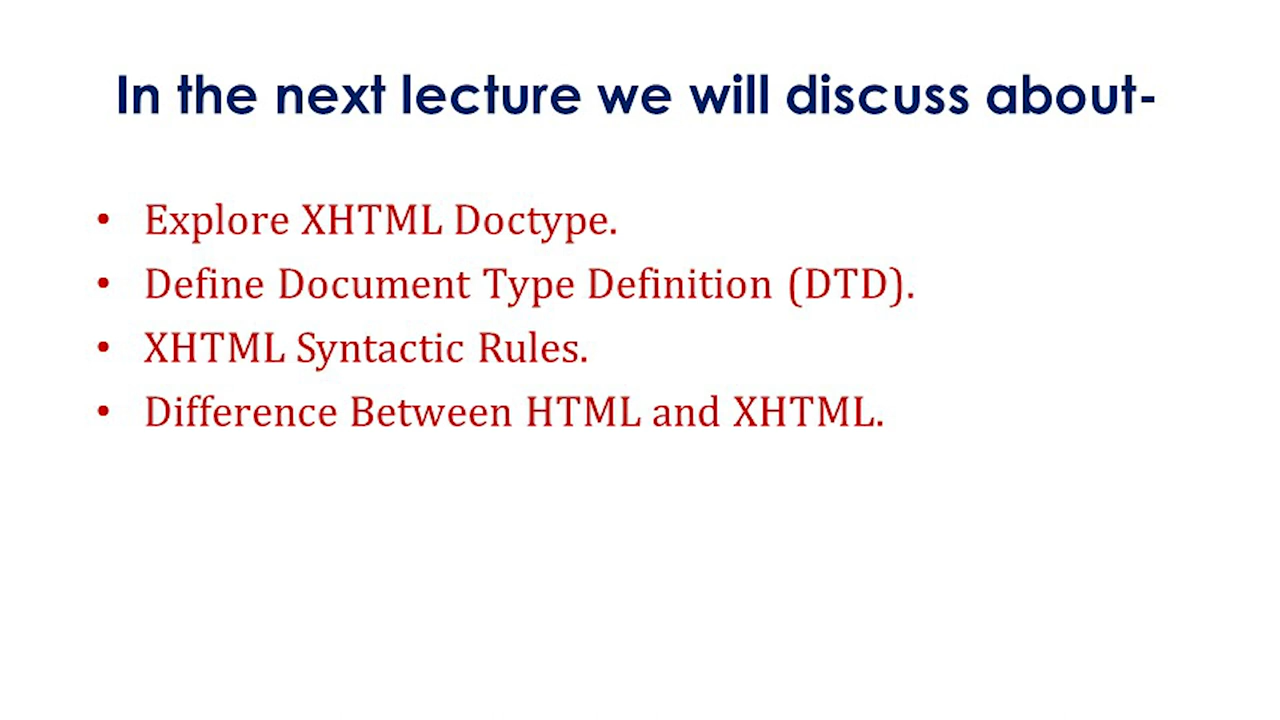 In the next lecture we will discuss about-
• Explore XHTML Doctype.
• Define Document Type Definition (DTD).
• XHTML Syntactic Rules.
• Difference Between HTML and XHTML.